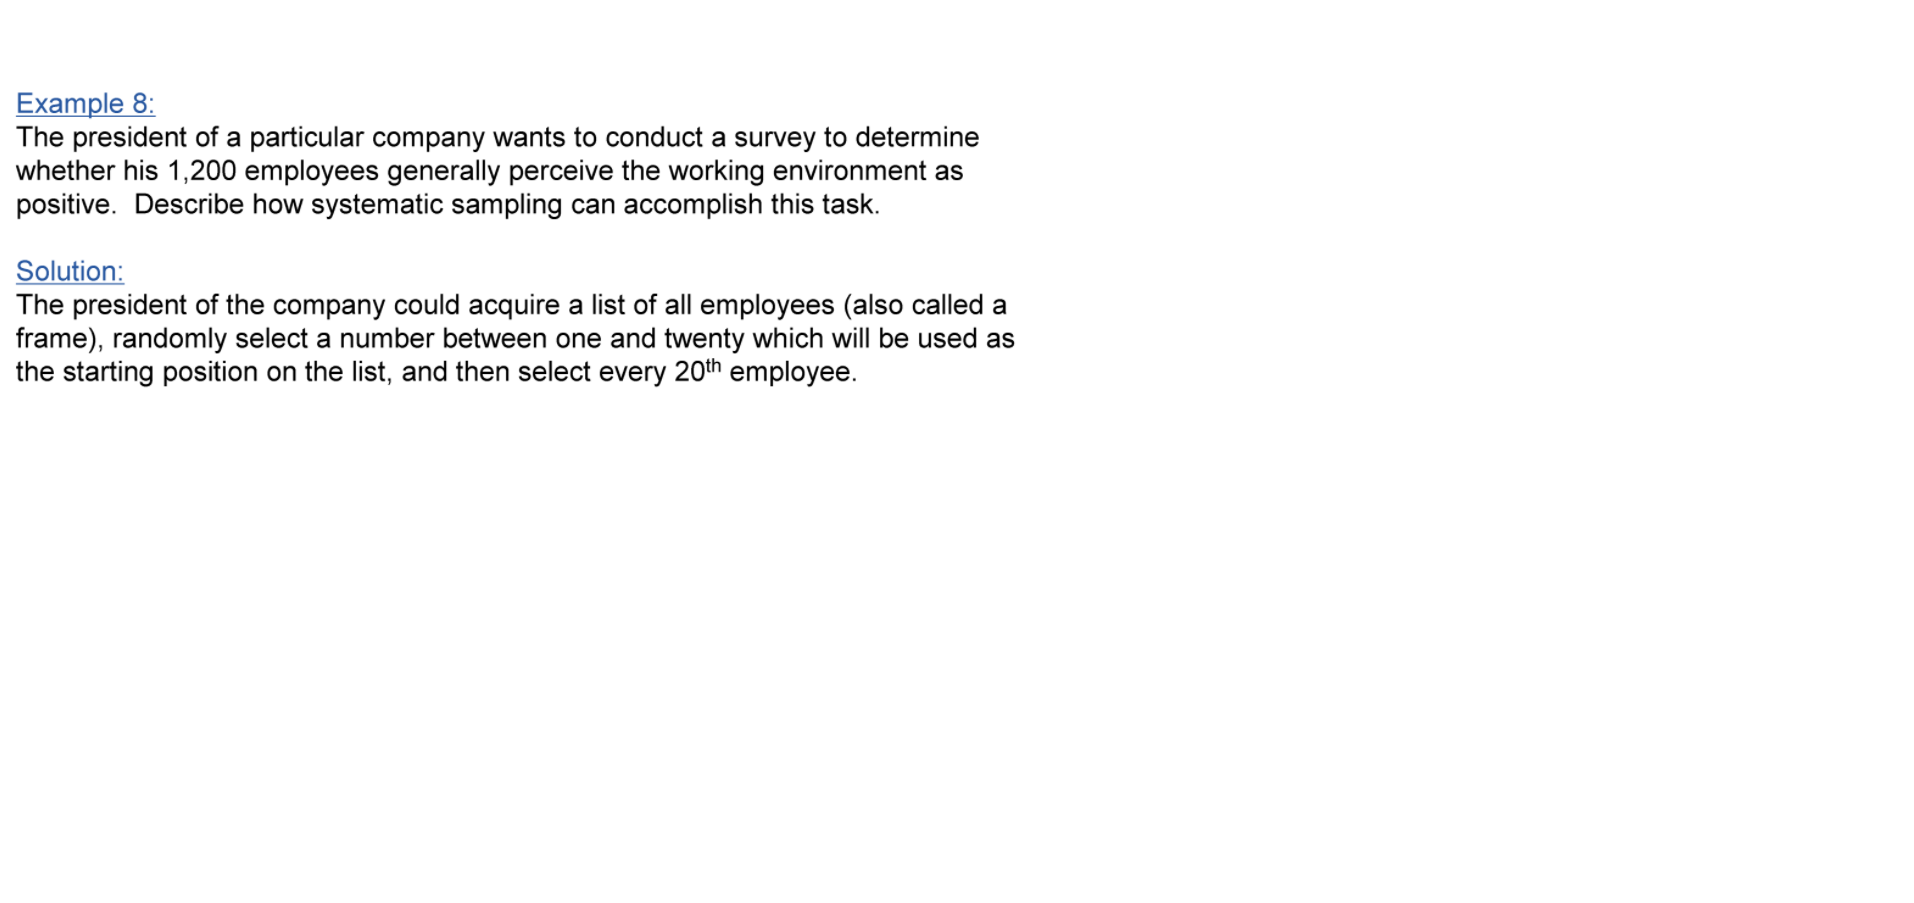 Example 8:
The president of a particular company wants to conduct a survey to determine
whether his 1,200 employees generally perceive the working environment as
positive.  Describe how systematic sampling can accomplish this task.
Solution:
The president of the company could acquire a list of all employees (also called a
frame), randomly select a number between one and twenty which will be used as
the starting position on the list, and then select every 20th employee.